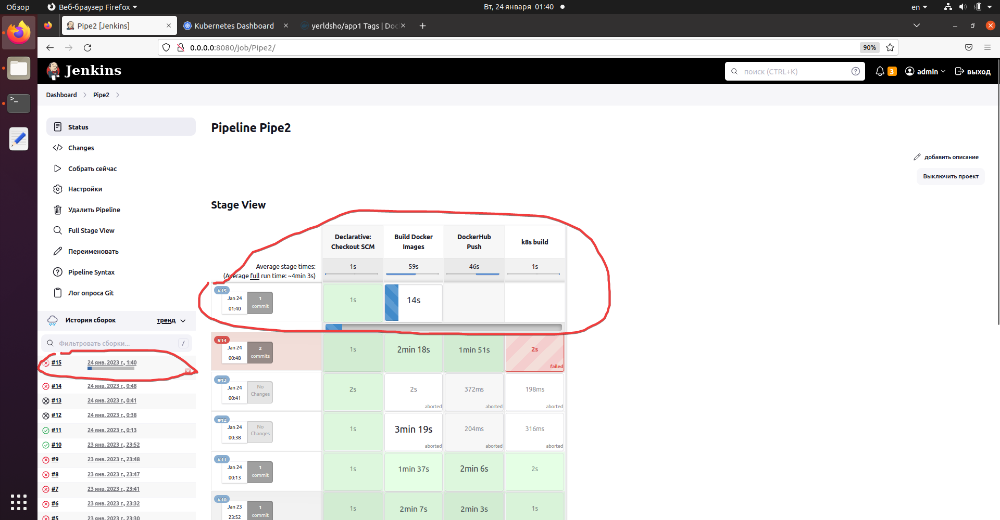 Обзор
Веб-браузер Firefox
Вт, 24 января 01:40
en
Pipe2 [Jenkins]
Kubernetes Dashboard
yerldsho/app1 Tags | Doc
0.0.0.0:8080/job/Pipe2/
90%
Jenkins
поиск (CTRL+K)
3
admin
выход
Dashboard
Pipe2
Status
Changes
Собрать сейчас
Настройки
Удалить Pipeline
Full Stage View
Переименовать
Pipeline Syntax
Лог опроса Git
История сборок
тренд
Фильтровать сборки...
/
#15 24 янв. 2023 г., 1:40
#14 24 янв. 2023 г., 0:48
#13 24 янв. 2023 г., 0:41
#12 24 янв. 2023 г., 0:38
#11 24 янв. 2023 г., 0:13
#10 23 янв. 2023 г., 23:52
#9 23 янв. 2023 г., 23:48
#8 23 янв. 2023 г., 23:47
#7 23 янв. 2023 г., 23:41
#6 23 янв. 2023 г., 23:32
#5 23 янв. 2023 г., 23:30
Pipeline Pipe2
добавить описание
Выключить проект
Stage View
Declarative:
Checkout SCM
Build Docker
Images
DockerHub
Push
k8s build
Average stage times:
(Average full run time: ~4min 3s)
1s
59s
46s
1s
#15
Jan 24
01:40
1
commit
1s
14s
#14
Jan 24
00:48
2
commits
1s
2min 18s
1min 51s
2s
failed
#13
Jan 24
00:41
No
Changes
2s
2s
aborted
372ms
aborted
198ms
aborted
#12
Jan 24
00:38
No
Changes
1s
3min 19s
aborted
204ms
aborted
316ms
aborted
#11
Jan 24
00:13
1
commit
1s
1min 37s
2min 6s
2s
#10
Jan 23
23:52
1
commit
1s
2min 7s
2min 3s
1s